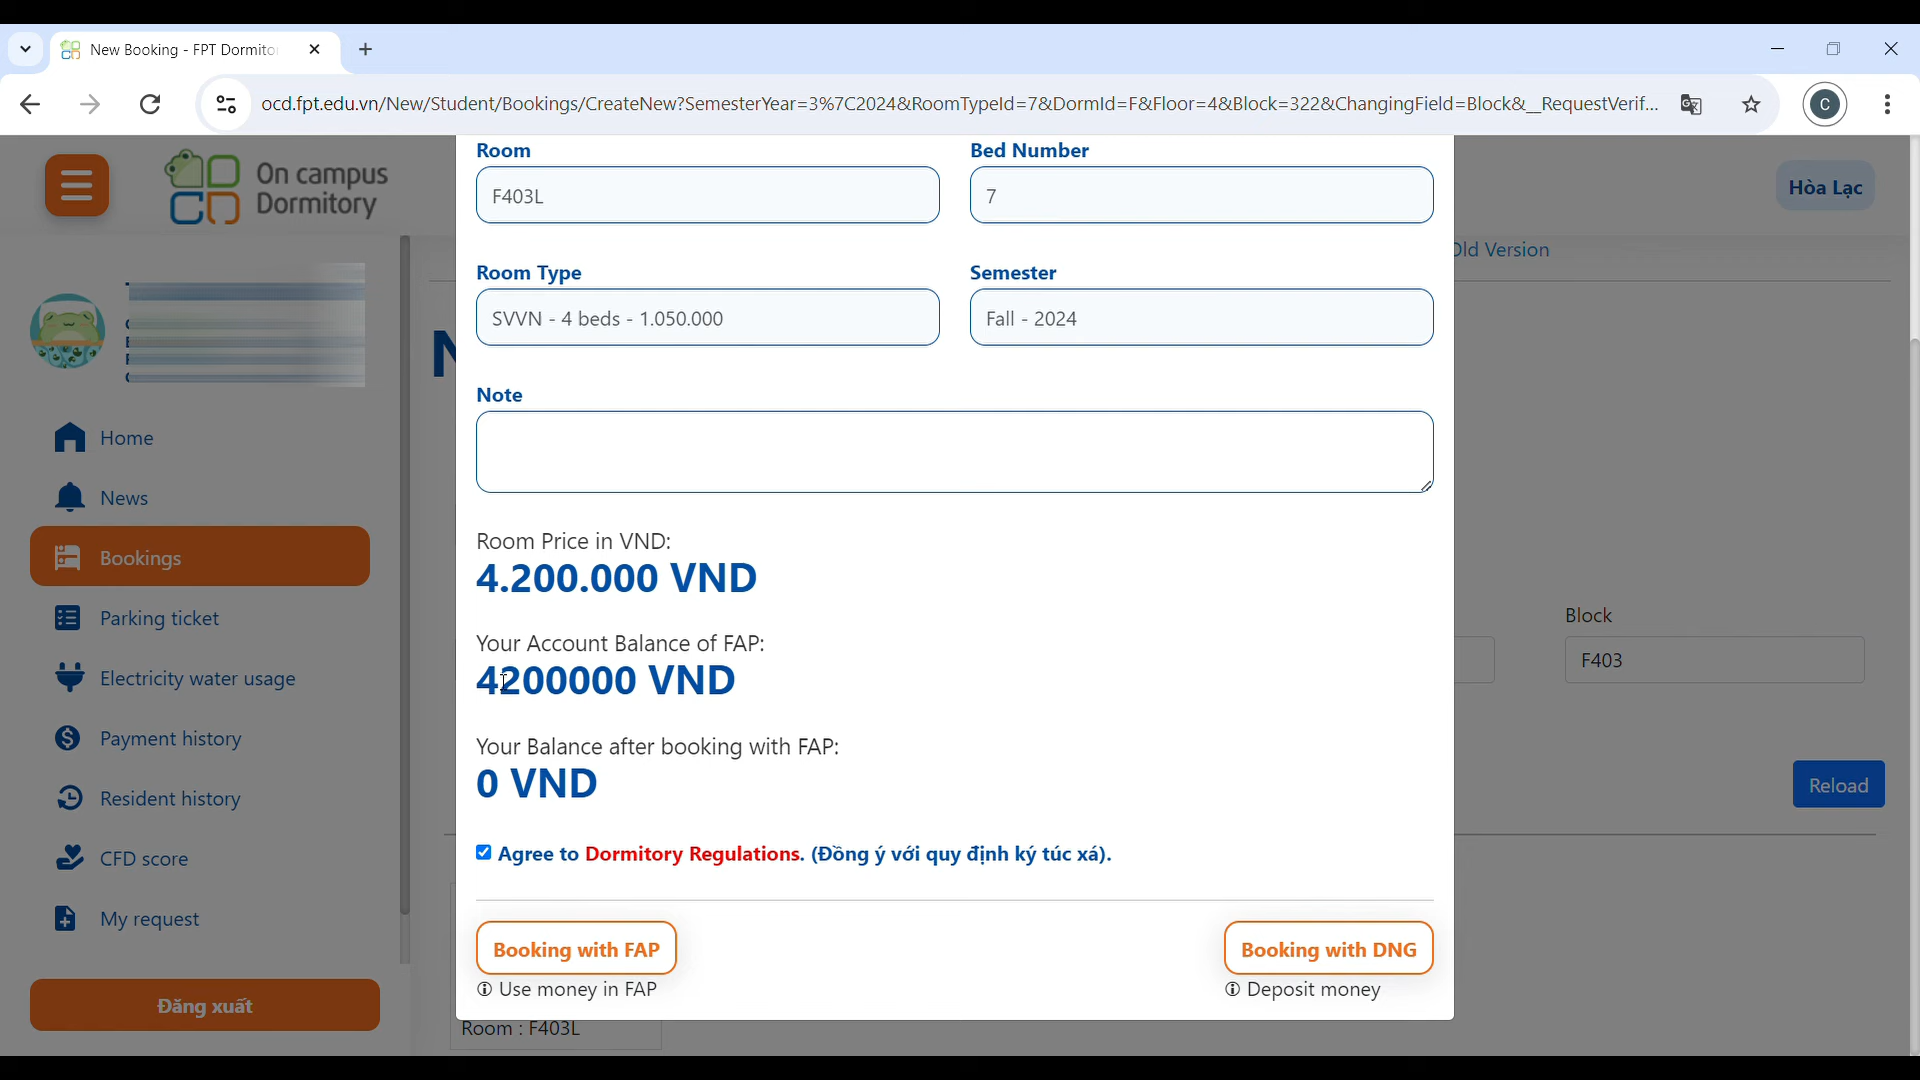 New Booking - FPT Dormito
ocd.fpt.edu.vn/New/Student/Bookings/CreateNew?SemesterYear=3%7C2024&RoomTypeId=7&DormId=F&Floor=4&Block=322&ChangingField=Block&__RequestVerif...
C
On campus
Dormitory
Hòa Lạc
Old Version
Home
News
Bookings
Parking ticket
Electricity water usage
Payment history
Resident history
CFD score
My request
Đăng xuất
N
Room
Bed Number
F403L
7
Room Type
Semester
SVVN - 4 beds - 1.050.000
Fall - 2024
Note
Room Price in VND:
4.200.000 VND
Your Account Balance of FAP:
4200000 VND
Your Balance after booking with FAP:
0 VND
Agree to Dormitory Regulations. (Đồng ý với quy định ký túc xá).
Booking with FAP
Booking with DNG
Use money in FAP
Deposit money
Block
F403
Reload
Room : F403L